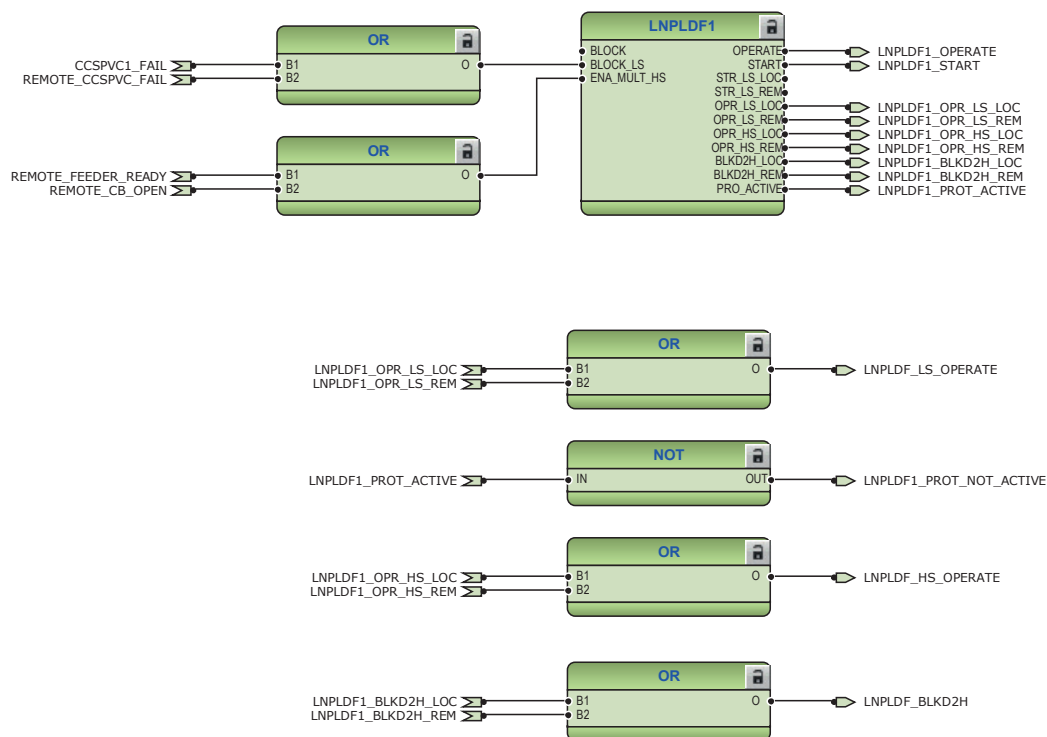 OR
CCSPVC1_FAIL B1 O
REMOTE_CCSPVC_FAIL B2
OR
REMOTE_FEEDER_READY B1 O
REMOTE_CB_OPEN B2
LNPLDF1
BLOCK OPERATE LNPLDF1_OPERATE
BLOCK_LS START LNPLDF1_START
ENA_MULT_HS STR_LS_LOC
STR_LS_REM
OPR_LS_LOC LNPLDF1_OPR_LS_LOC
OPR_LS_REM LNPLDF1_OPR_LS_REM
OPR_HS_LOC LNPLDF1_OPR_HS_LOC
OPR_HS_REM LNPLDF1_OPR_HS_REM
BLKD2H_LOC LNPLDF1_BLKD2H_LOC
BLKD2H_REM LNPLDF1_BLKD2H_REM
PRO_ACTIVE LNPLDF1_PROT_ACTIVE
OR
LNPLDF1_OPR_LS_LOC B1 O LNPLDF_LS_OPERATE
LNPLDF1_OPR_LS_REM B2
NOT
LNPLDF1_PROT_ACTIVE IN OUT LNPLDF1_PROT_NOT_ACTIVE
OR
LNPLDF1_OPR_HS_LOC B1 O LNPLDF_HS_OPERATE
LNPLDF1_OPR_HS_REM B2
OR
LNPLDF1_BLKD2H_LOC B1 O LNPLDF_BLKD2H
LNPLDF1_BLKD2H_REM B2